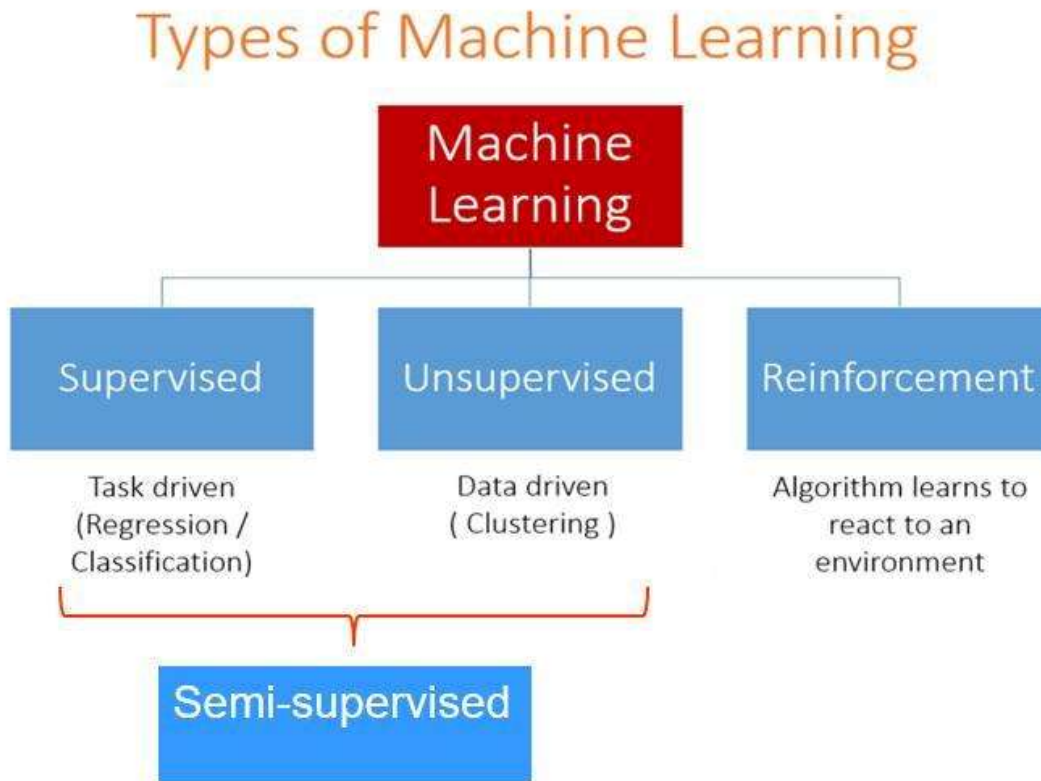 Types of Machine Learning
Machine
Learning
Supervised
Unsupervised
Reinforcement
Task driven
(Regression /
Classification)
Data driven
( Clustering )
Algorithm learns to
react to an
environment
Semi-supervised